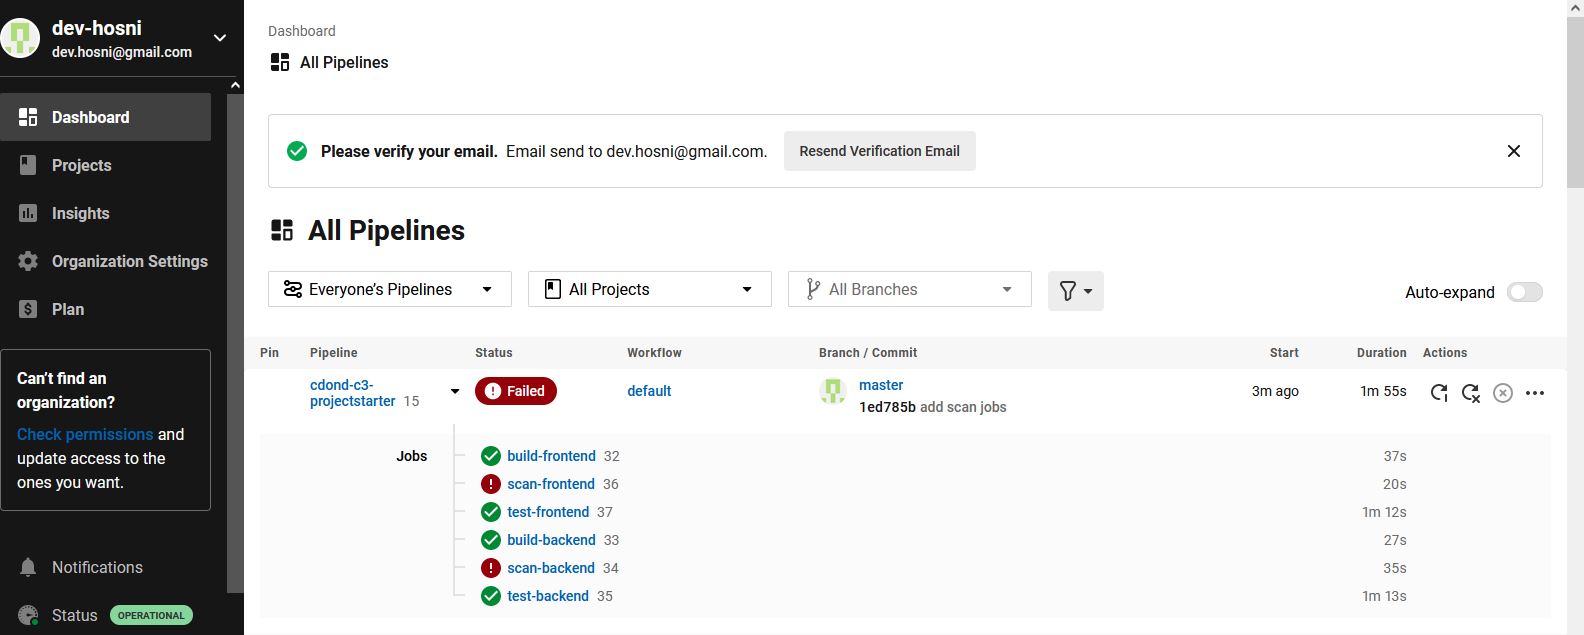 dev-hosni
dev.hosni@gmail.com
Dashboard
Projects
Insights
Organization Settings
Plan
Can't find an
organization?
Check permissions and
update access to the
ones you want.
Notifications
Status OPERATIONAL
Dashboard
All Pipelines
Please verify your email. Email send to dev.hosni@gmail.com. Resend Verification Email
All Pipelines
Everyone's Pipelines All Projects All Branches Auto-expand
Pin Pipeline Status Workflow Branch / Commit Start Duration Actions
cdond-c3-
projectstarter 15 Failed default master 3m ago 1m 55s
1ed785b add scan jobs
Jobs build-frontend 32 37s
scan-frontend 36 20s
test-frontend 37 1m 12s
build-backend 33 27s
scan-backend 34 35s
test-backend 35 1m 13s